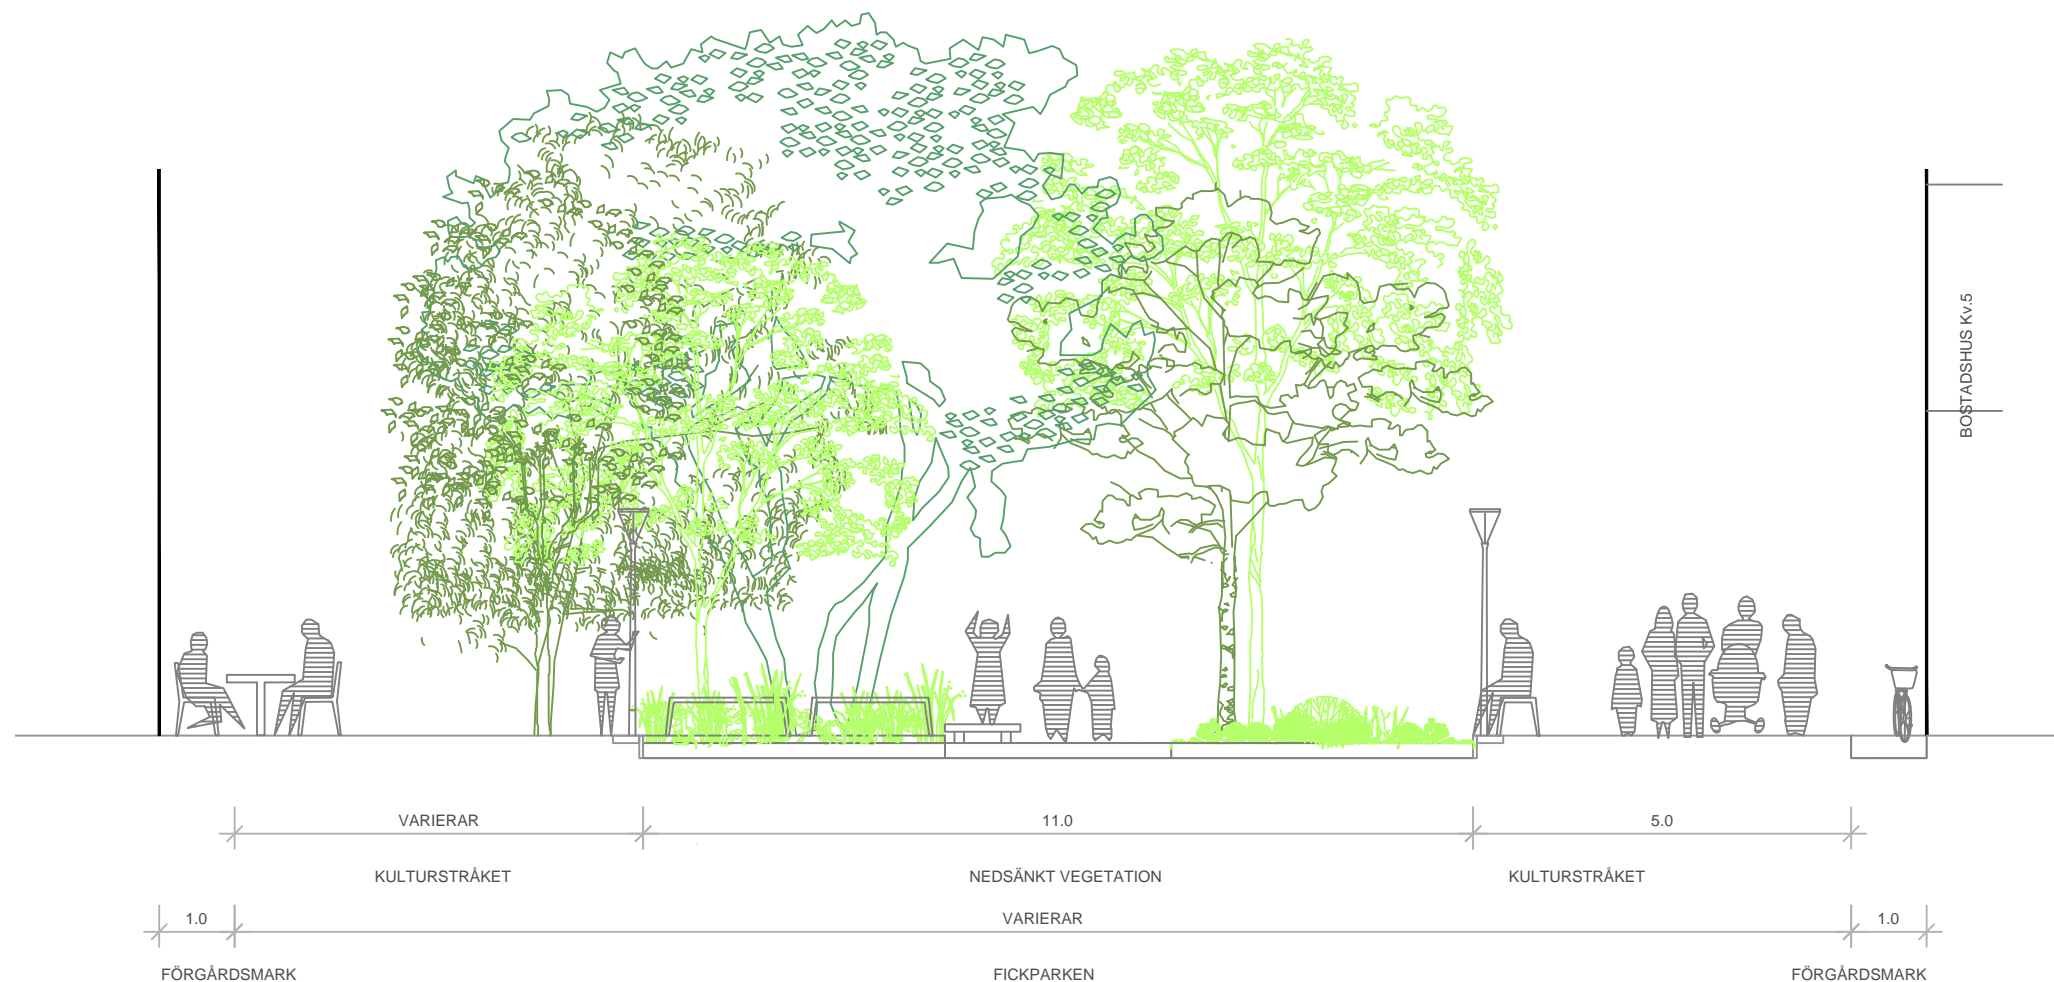 BOSTADSHUS Kv.5
VARIERAR 11.0 5.0
KULTURSTRÅKET NEDSÄNKT VEGETATION KULTURSTRÅKET
1.0 VARIERAR 1.0
FÖRGÅRDSMARK FICKPARKEN FÖRGÅRDSMARK